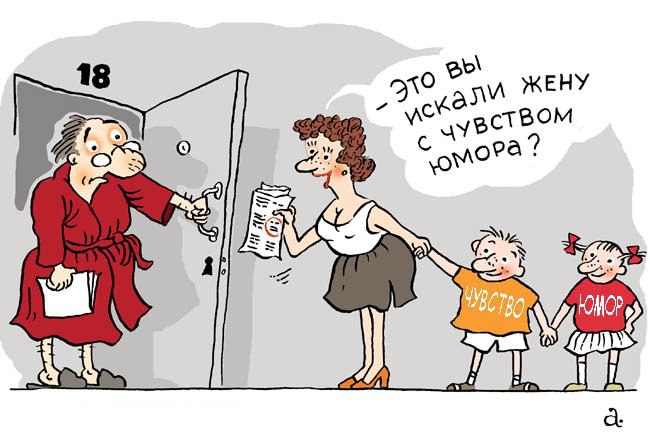 18
– ЭТО ВЫ
ИСКАЛИ ЖЕНУ
С ЧУВСТВОМ
ЮМОРА?
ЧУВСТВО
ЮМОР
а.